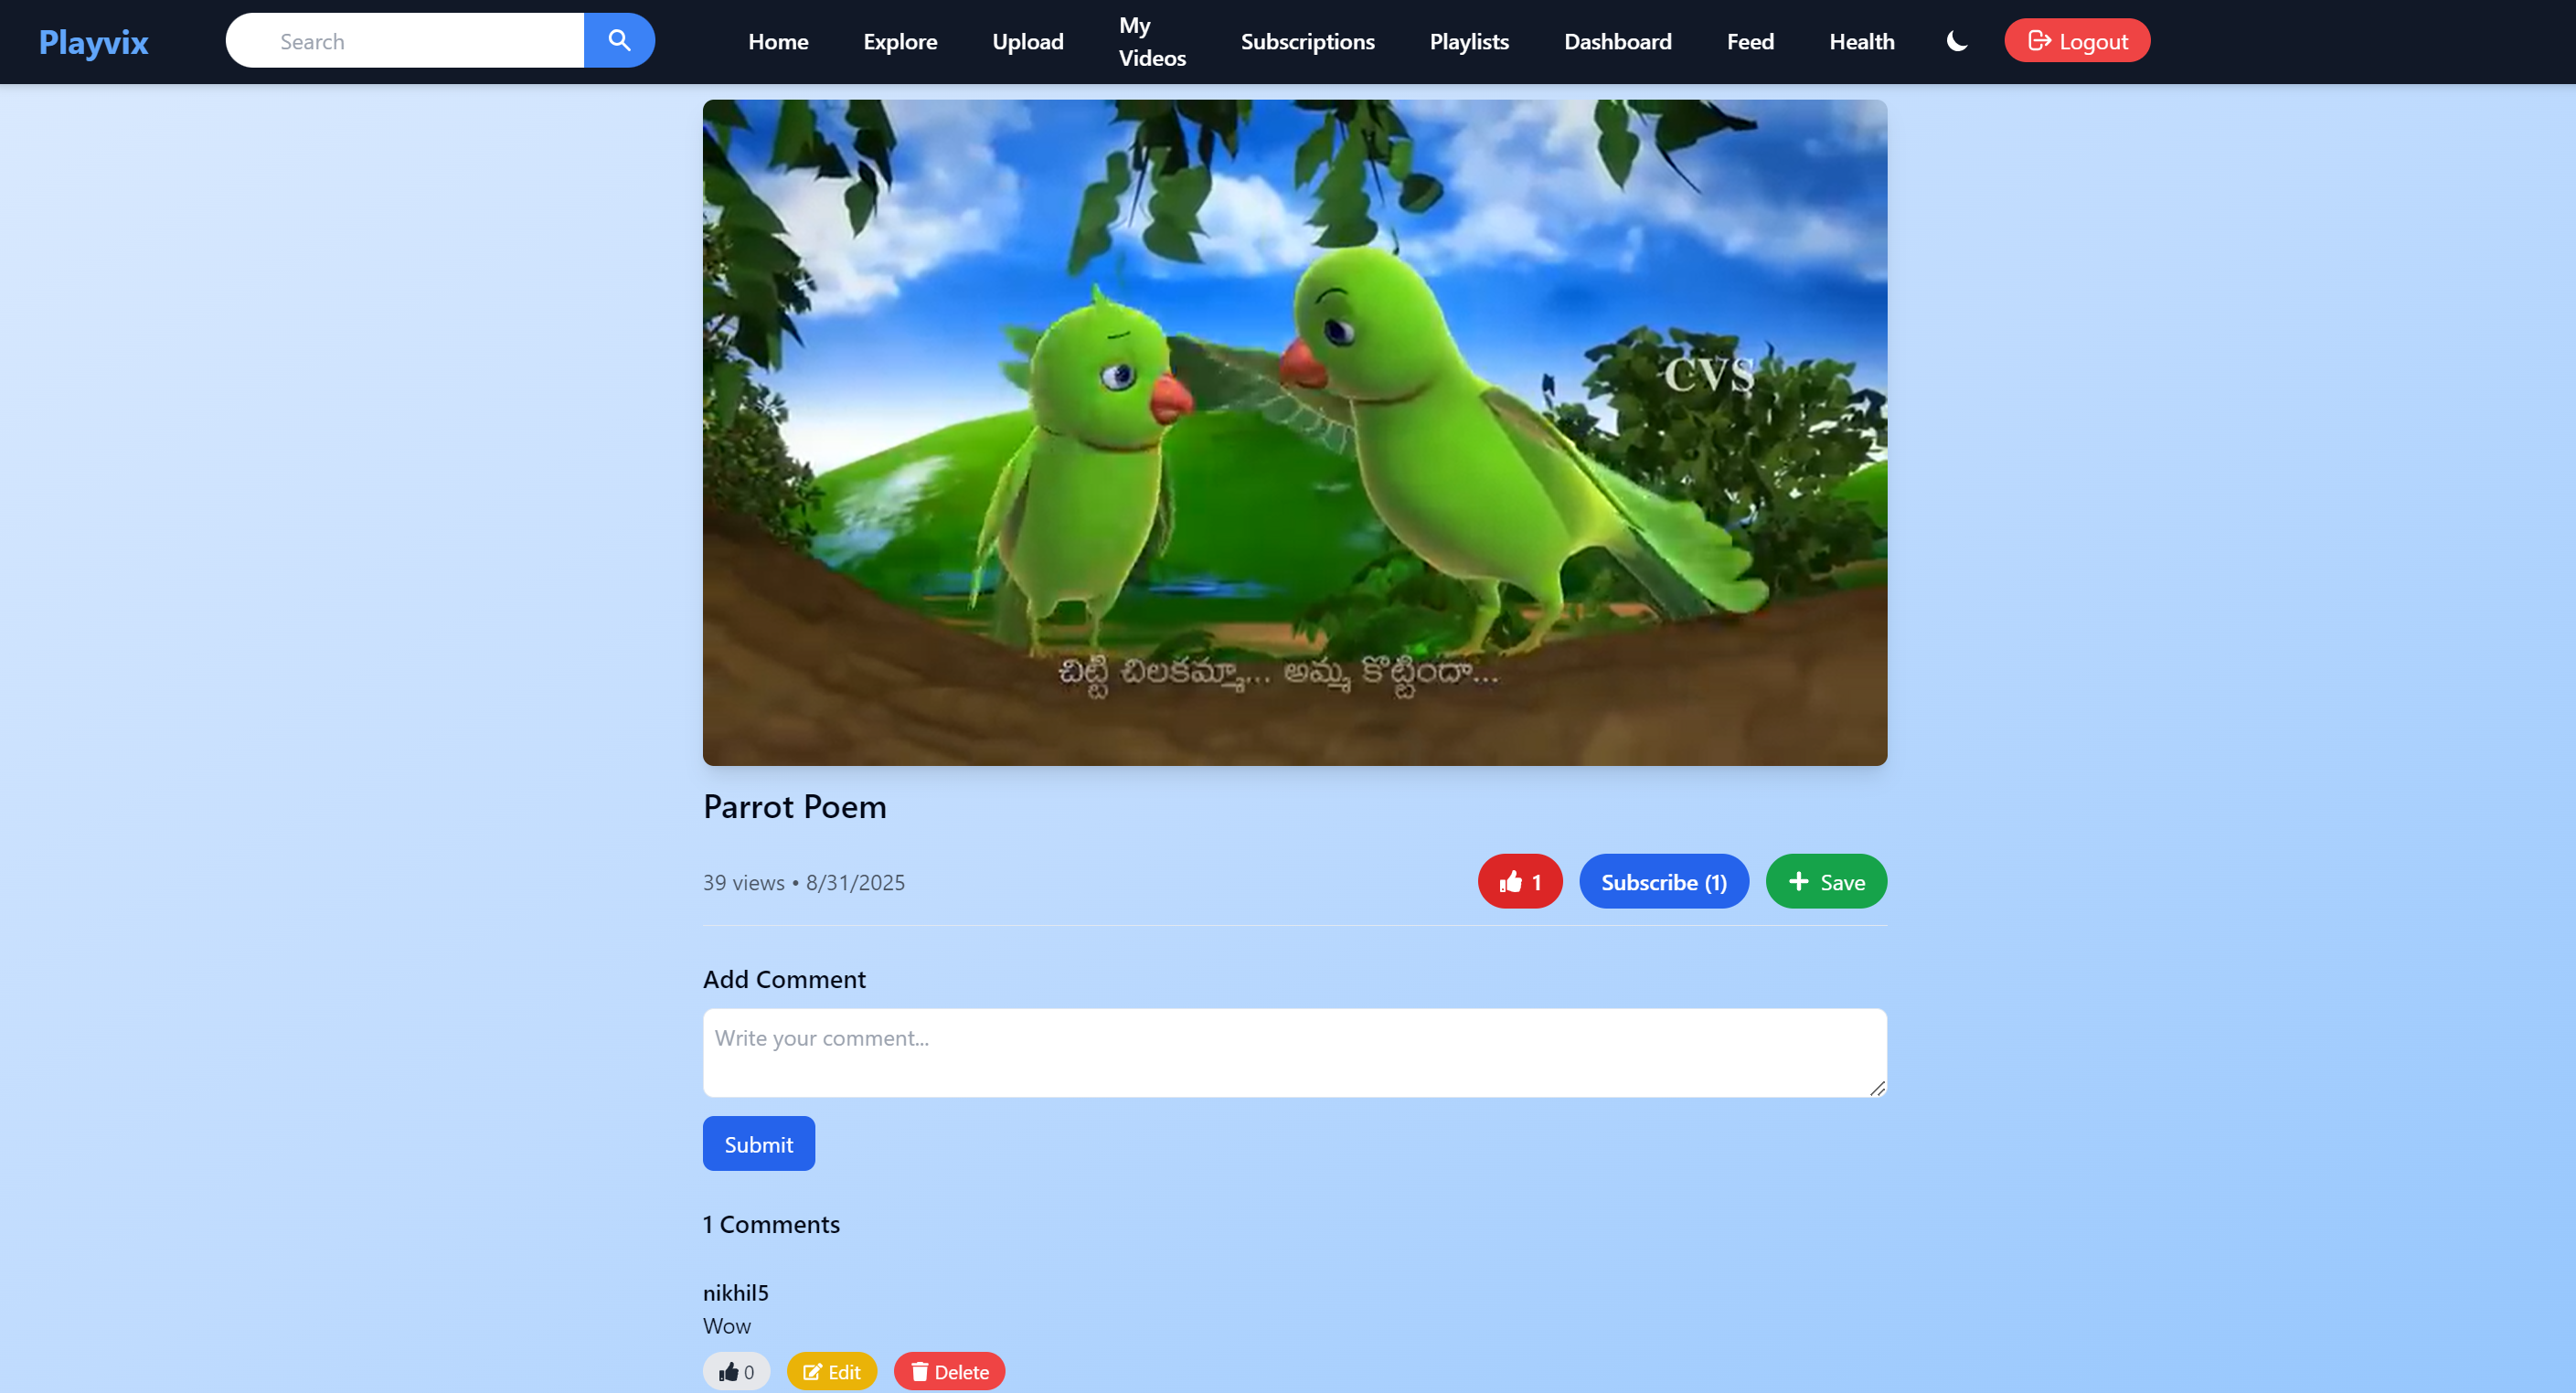 Playvix
Search
Home Explore Upload My Videos Subscriptions Playlists Dashboard Feed Health Logout
CVS
చిట్టి చిలకమ్మా... అమ్మ కొట్టిందా...
Parrot Poem
39 views • 8/31/2025
1 Subscribe (1) Save
Add Comment
Write your comment...
Submit
1 Comments
nikhil5
Wow
0 Edit Delete